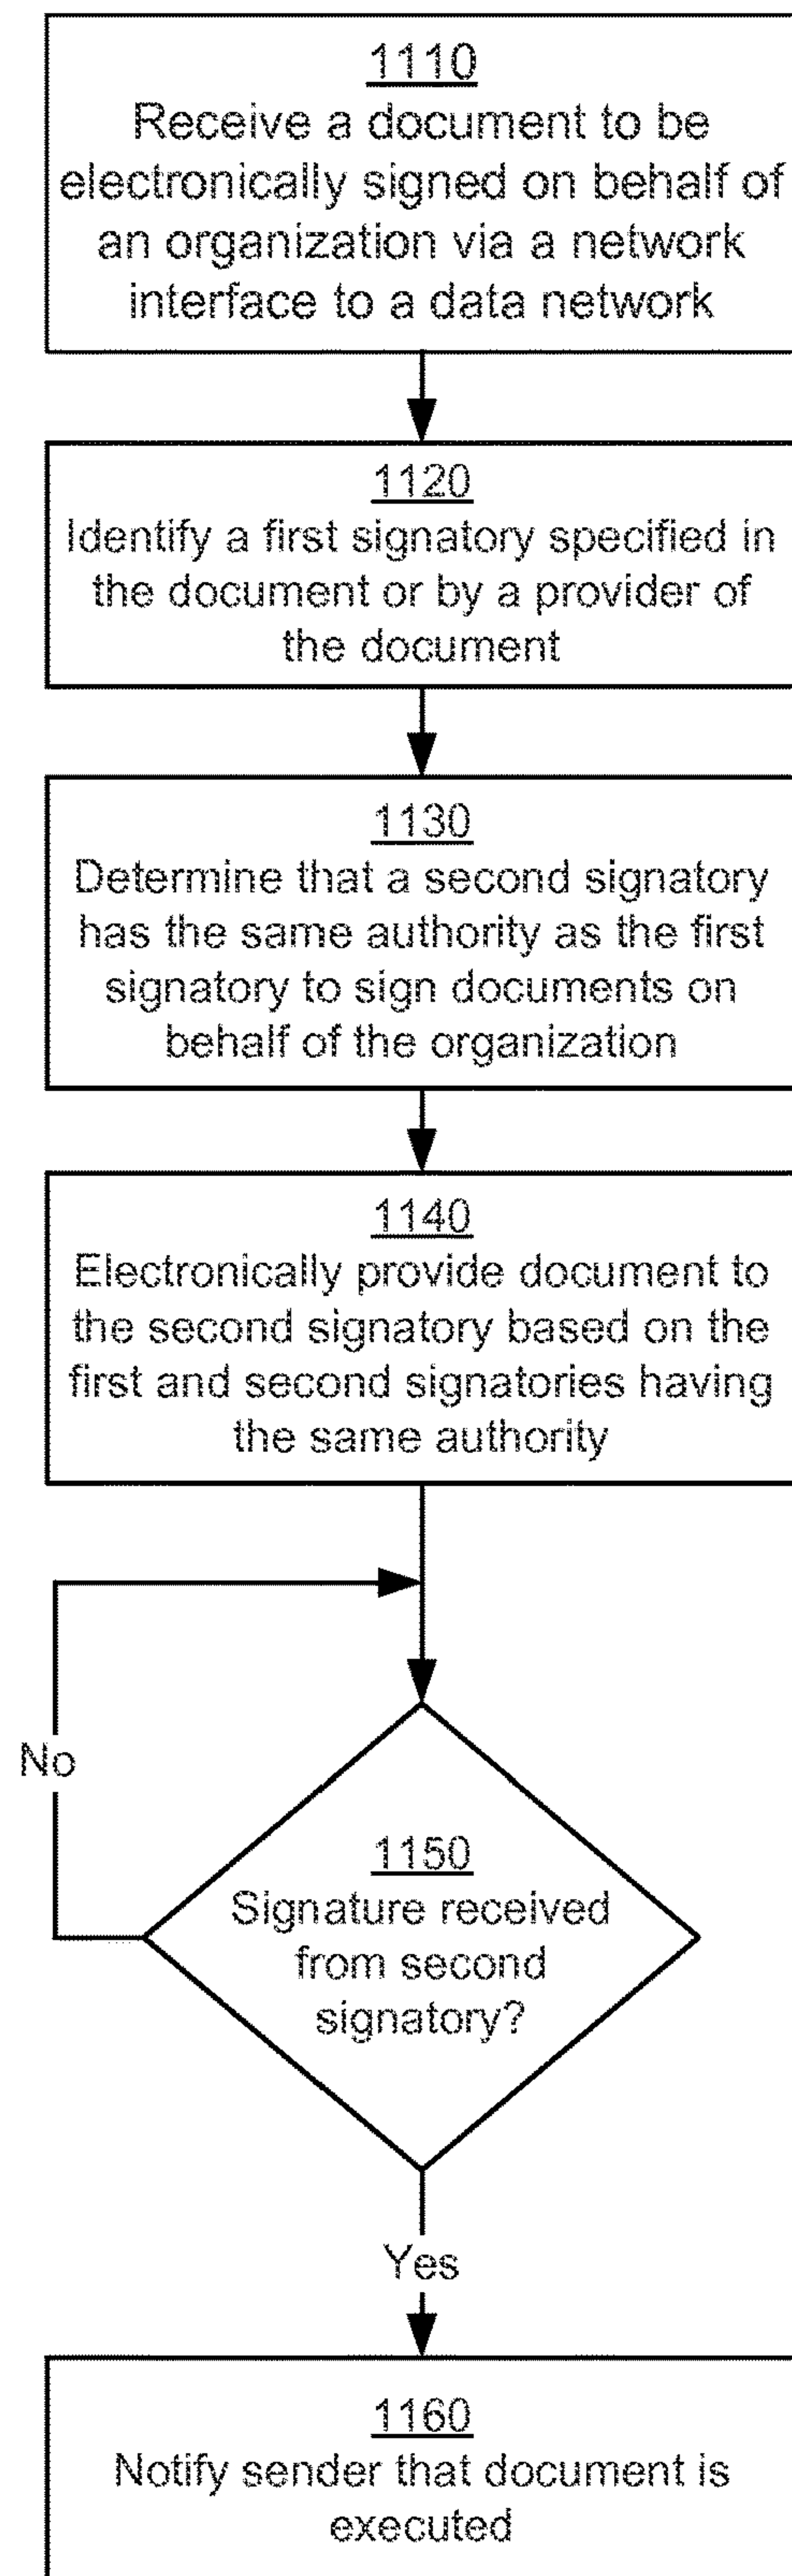 1110
Receive a document to be
electronically signed on behalf of
an organization via a network
interface to a data network
1120
Identify a first signatory specified in
the document or by a provider of
the document
1130
Determine that a second signatory
has the same authority as the first
signatory to sign documents on
behalf of the organization
1140
Electronically provide document to
the second signatory based on the
first and second signatories having
the same authority
No
1150
Signature received
from second
signatory?
Yes
1160
Notify sender that document is
executed